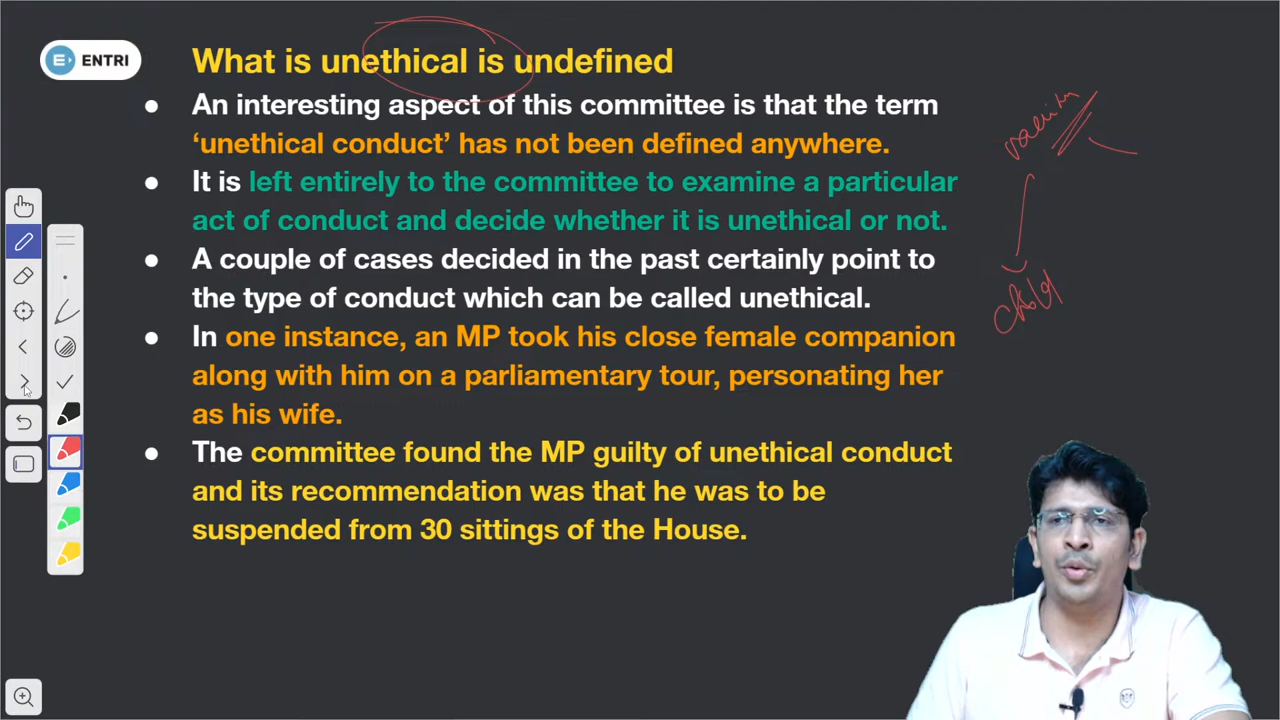 ENTRI
What is unethical is undefined
● An interesting aspect of this committee is that the term
‘unethical conduct’ has not been defined anywhere.
● It is left entirely to the committee to examine a particular
act of conduct and decide whether it is unethical or not.
● A couple of cases decided in the past certainly point to
the type of conduct which can be called unethical.
● In one instance, an MP took his close female companion
along with him on a parliamentary tour, personating her
as his wife.
● The committee found the MP guilty of unethical conduct
and its recommendation was that he was to be
suspended from 30 sittings of the House.